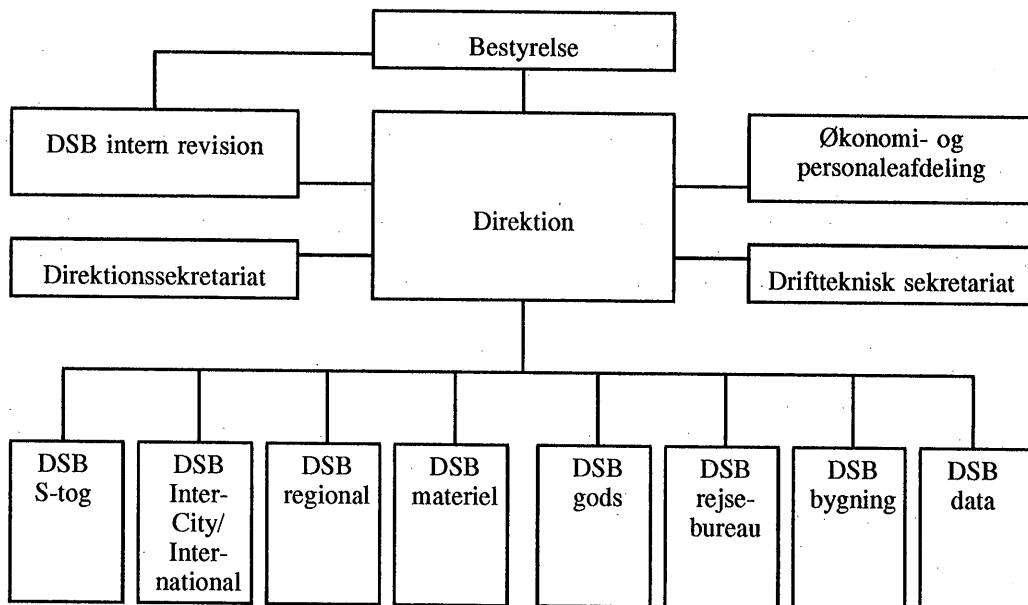 Bestyrelse
DSB intern revision
Økonomi- og
personaleafdeling
Direktion
Direktionssekretariat
Driftteknisk sekretariat
DSB
S-tog
DSB
Inter-
City/
Inter-
national
DSB
regional
DSB
materiel
DSB
gods
DSB
rejse-
bureau
DSB
bygning
DSB
data